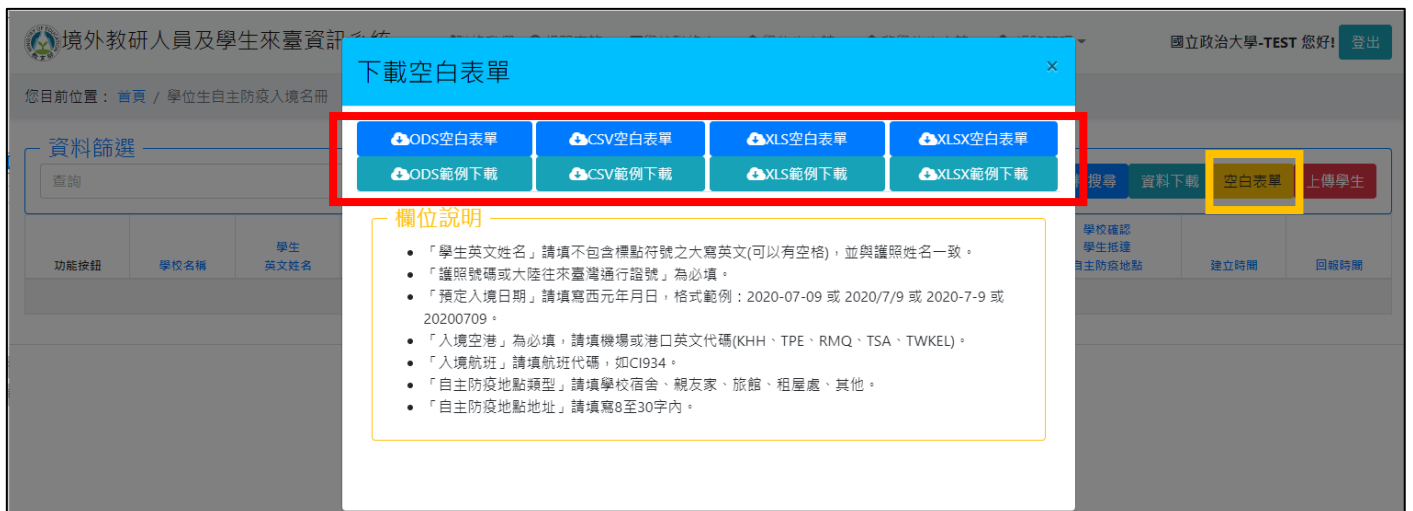 境外教研人員及學生來臺資訊系統
國立政治大學-TEST 您好! 登出
下載空白表單 ×
您目前位置： 首頁 / 學位生自主防疫入境名冊
ODS空白表單 CSV空白表單 XLS空白表單 XLSX空白表單
ODS範例下載 CSV範例下載 XLS範例下載 XLSX範例下載
資料篩選
查詢
搜尋 資料下載 空白表單 上傳學生
欄位說明
功能按鈕 學校名稱 學生
英文姓名
學校確認
學生抵達
自主防疫地點
建立時間 回報時間
• 「學生英文姓名」請填不包含標點符號之大寫英文(可以有空格)，並與護照姓名一致。
• 「護照號碼或大陸往來臺灣通行證號」為必填。
• 「預定入境日期」請填寫西元年月日，格式範例：2020-07-09 或 2020/7/9 或 2020-7-9 或
20200709。
• 「入境空港」為必填，請填機場或港口英文代碼(KHH、TPE、RMQ、TSA、TWKEL)。
• 「入境航班」請填航班代碼，如CI934。
• 「自主防疫地點類型」請填學校宿舍、親友家、旅館、租屋處、其他。
• 「自主防疫地點地址」請填寫8至30字內。